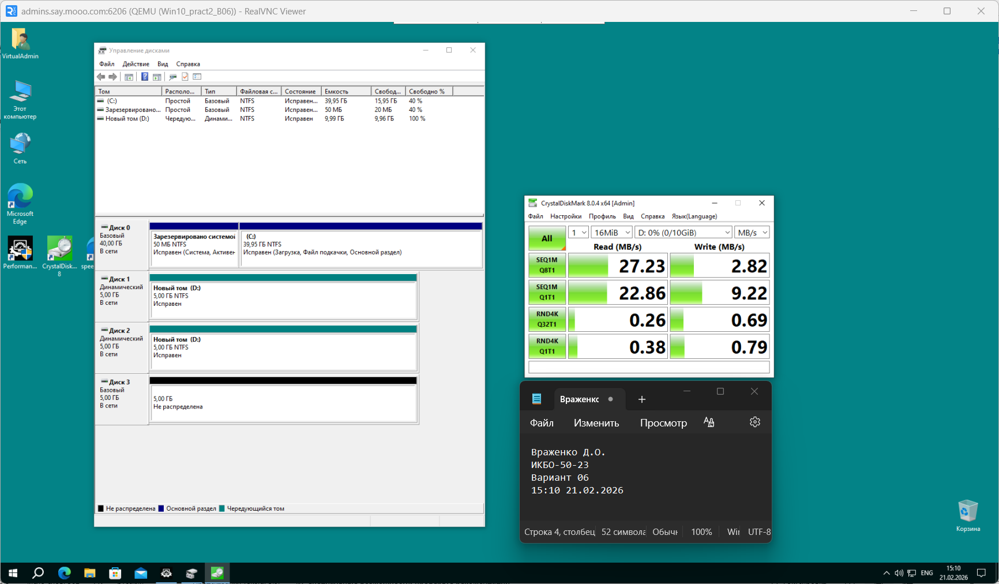 admins.say.mooo.com:6206 (QEMU (Win10_pract2_B06)) - RealVNC Viewer
VirtualAdmin
Этот
компьютер
Сеть
Microsoft
Edge
Performan...
CrystalDisk...
8
spee
Управление дисками
Файл Действие Вид Справка
Том Располо... Тип Файловая с... Состояние Емкость Свобод... Свободно %
(C:) Простой Базовый NTFS Исправен... 39,95 ГБ 15,95 ГБ 40 %
Зарезервировано... Простой Базовый NTFS Исправен... 50 МБ 20 МБ 40 %
Новый том (D:) Чередую... Динами... NTFS Исправен 9,99 ГБ 9,96 ГБ 100 %
Диск 0
Базовый
40,00 ГБ
В сети
Зарезервировано системой
50 МБ NTFS
Исправен (Система, Активен
(C:)
39,95 ГБ NTFS
Исправен (Загрузка, Файл подкачки, Основной раздел)
Диск 1
Динамический
5,00 ГБ
В сети
Новый том (D:)
5,00 ГБ NTFS
Исправен
Диск 2
Динамический
5,00 ГБ
В сети
Новый том (D:)
5,00 ГБ NTFS
Исправен
Диск 3
Базовый
5,00 ГБ
В сети
5,00 ГБ
Не распределена
Не распределена Основной раздел Чередующийся том
CrystalDiskMark 8.0.4 x64 [Admin]
Файл Настройки Профиль Вид Справка Язык(Language)
All 1 16MiB D: 0% (0/10GiB) MB/s
Read (MB/s) Write (MB/s)
SEQ1M
Q8T1
27.23 2.82
SEQ1M
Q1T1
22.86 9.22
RND4K
Q32T1
0.26 0.69
RND4K
Q1T1
0.38 0.79
Враженкс
Файл Изменить Просмотр
Враженко Д.О.
ИКБО-50-23
Вариант 06
15:10 21.02.2026
Строка 4, столбец 52 символа Обычн 100% Wir UTF-8
Корзина
ENG
15:10
21.02.2026